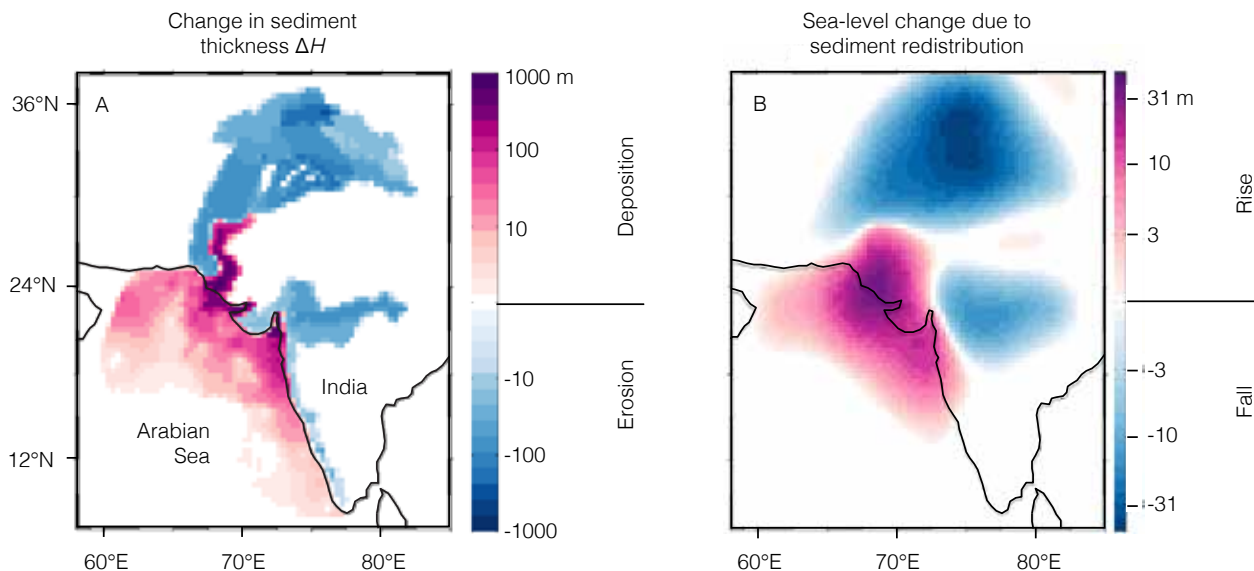 Change in sediment
thickness ΔH
A
36°N
24°N
12°N
60°E
70°E
80°E
India
Arabian
Sea
1000 m
100
10
-10
-100
-1000
Deposition
Erosion
Sea-level change due to
sediment redistribution
B
60°E
70°E
80°E
31 m
10
3
-3
-10
-31
Rise
Fall